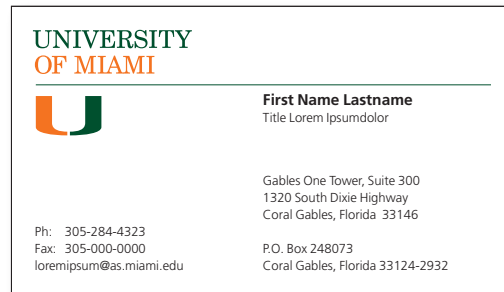 UNIVERSITY
OF MIAMI
First Name Lastname
Title Lorem Ipsumdolor
Gables One Tower, Suite 300
1320 South Dixie Highway
Coral Gables, Florida 33146
P.O. Box 248073
Coral Gables, Florida 33124-2932
Ph: 305-284-4323
Fax: 305-000-0000
loremipsum@as.miami.edu